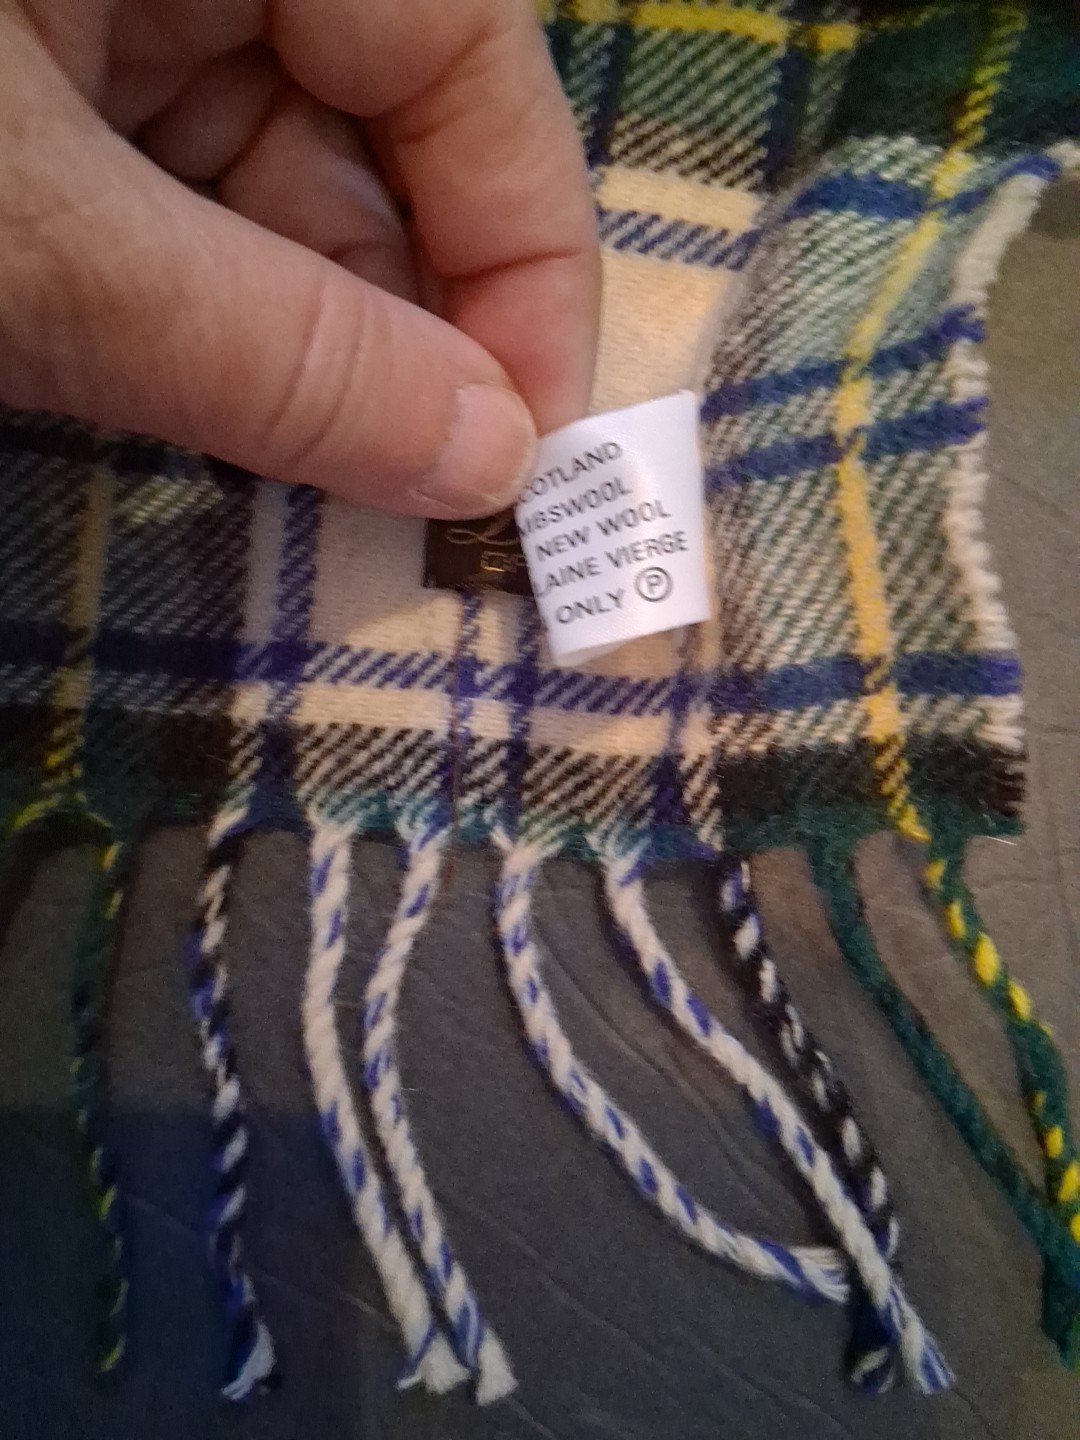 COTLAND
MBSWOOL
NEW WOOL
LAINE VIERGE
ONLY Ⓟ